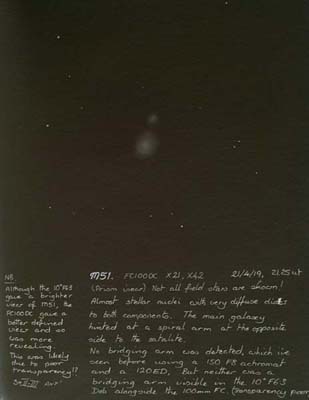 M51. FC100DC X21, X42 21/4/19, 21.25 ut
(Prism view) Not all field stars are shown!
Almost stellar nuclei with very diffuse
to both components. The main galaxy
hinted at a spiral arm at the opposite
side to the satalite.
No bridging arm was detected, which i've
seen before using a 150 F8 achromat
and a 120ED. But neither was a
bridging arm visible in the 10" F6.3
Dob alongside the 100mm FC. (transparency poor
NB
Although the 10" F6.3
gave a brighter
view of M51, the
FC100DC gave a
better defined
view and so
was more
revealing.
This was likely
due to poor
transparency!?